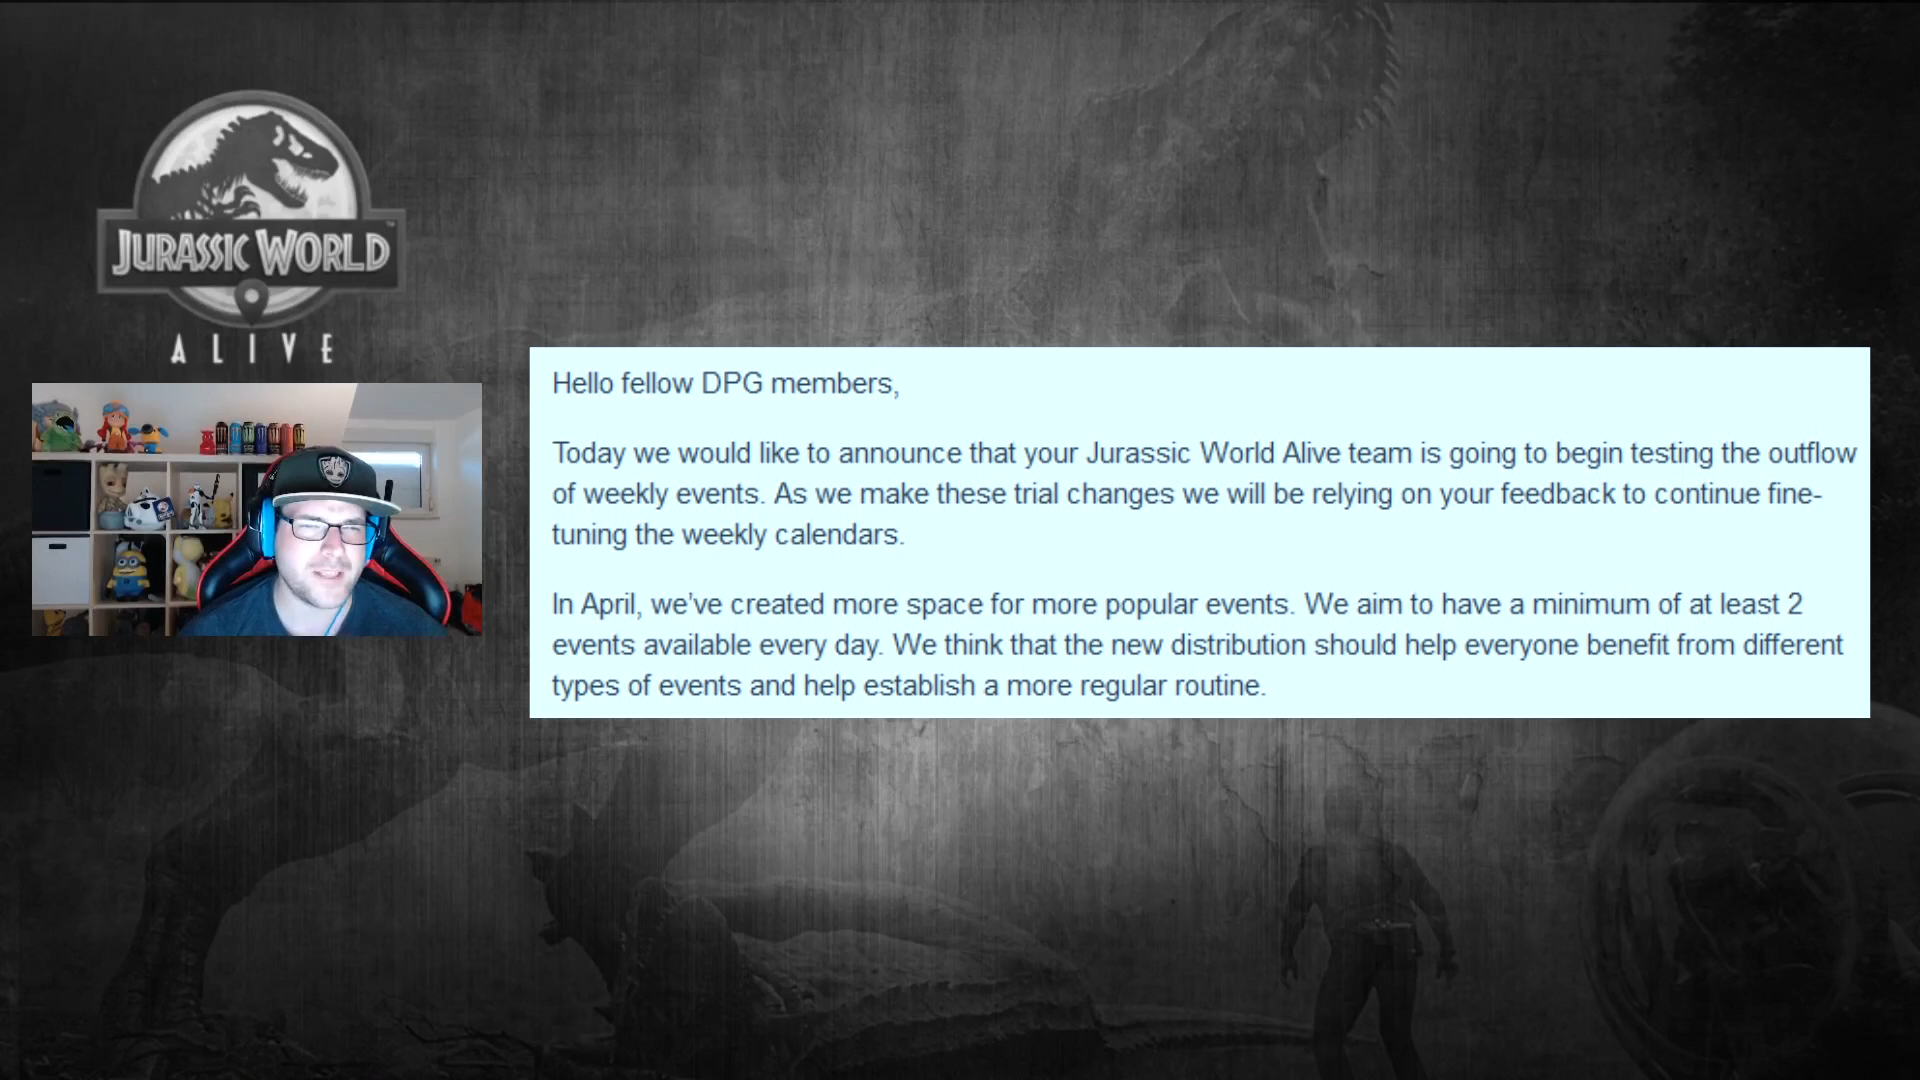 JURASSIC WORLD
ALIVE
Hello fellow DPG members,
Today we would like to announce that your Jurassic World Alive team is going to begin testing the outflow
of weekly events. As we make these trial changes we will be relying on your feedback to continue fine-
tuning the weekly calendars.
In April, we’ve created more space for more popular events. We aim to have a minimum of at least 2
events available every day. We think that the new distribution should help everyone benefit from different
types of events and help establish a more regular routine.